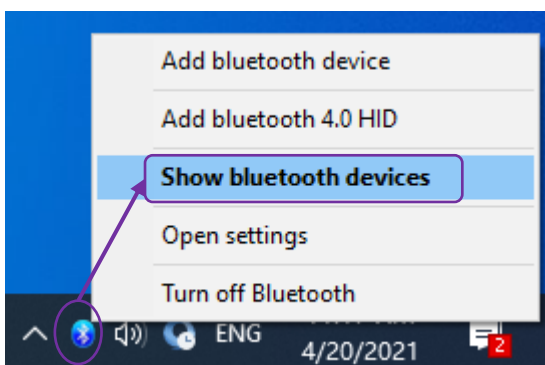 Add bluetooth device
Add bluetooth 4.0 HID
Show bluetooth devices
Open settings
Turn off Bluetooth
ENG
4/20/2021
2